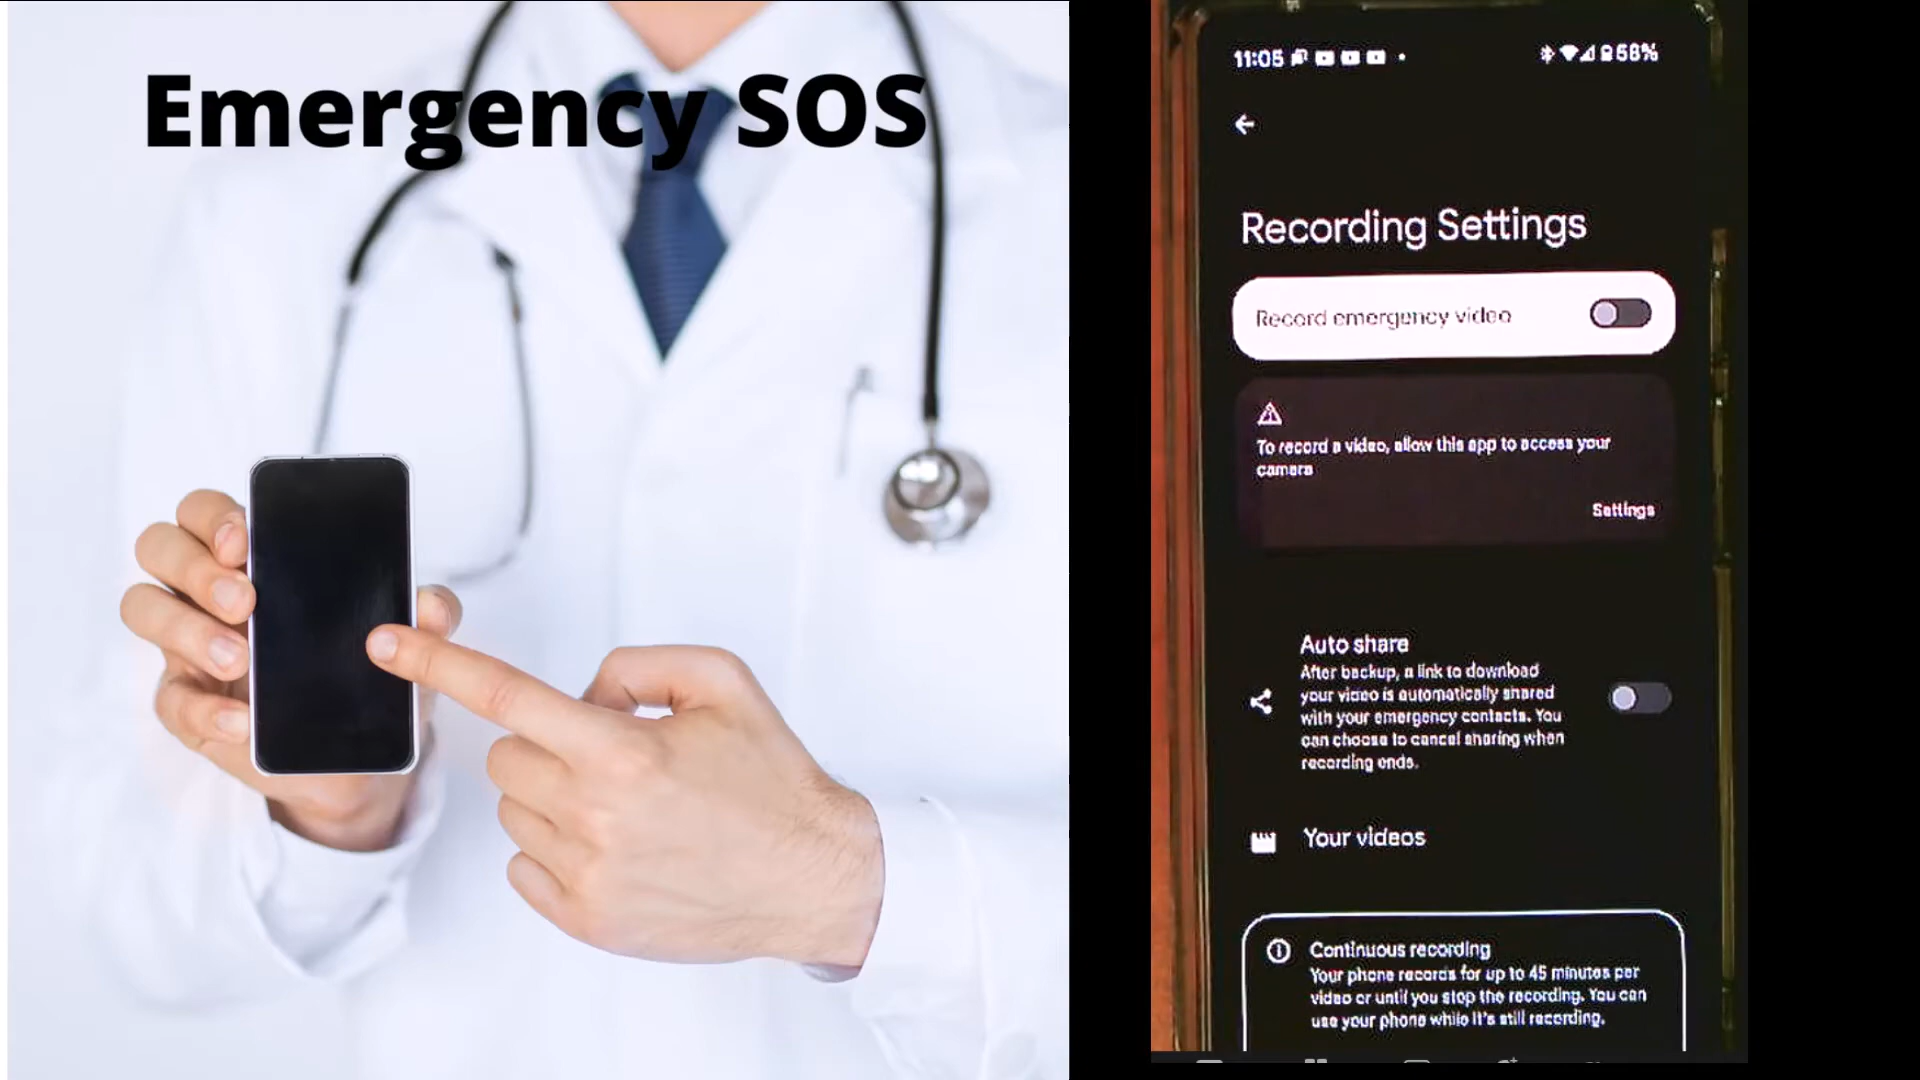 Emergency SOS
11:05
58%
Recording Settings
Record emergency video
To record a video, allow this app to access your
camera
Settings
Auto share
After backup, a link to download
your video is automatically shared
with your emergency contacts. You
can choose to cancel sharing when
recording ends.
Your videos
Continuous recording
Your phone records for up to 45 minutes per
video or until you stop the recording. You can
use your phone while it's still recording.